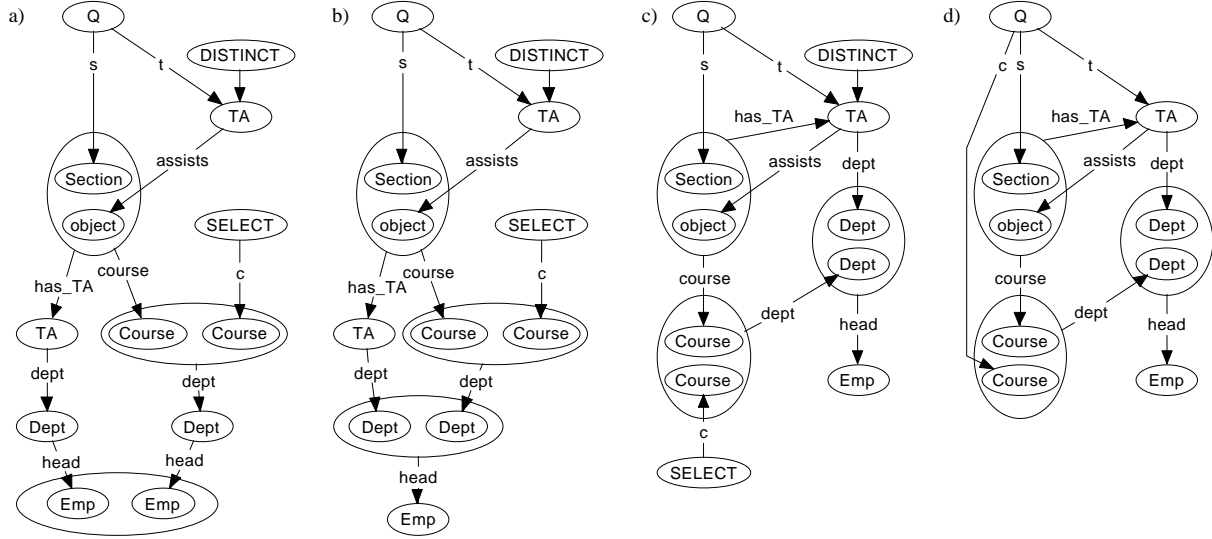 a)
Q
DISTINCT
s
t
TA
assists
Section
object
SELECT
has_TA
course
c
TA
Course
Course
dept
dept
Dept
Dept
head
head
Emp
Emp
b)
Q
DISTINCT
s
t
TA
assists
Section
object
SELECT
has_TA
course
c
TA
Course
Course
dept
dept
Dept
Dept
head
Emp
c)
Q
DISTINCT
s
t
has_TA
TA
assists
dept
Section
object
Dept
Dept
course
dept
head
Course
Course
Emp
c
SELECT
d)
Q
c
s
t
has_TA
TA
assists
dept
Section
object
Dept
Dept
course
dept
head
Course
Course
Emp